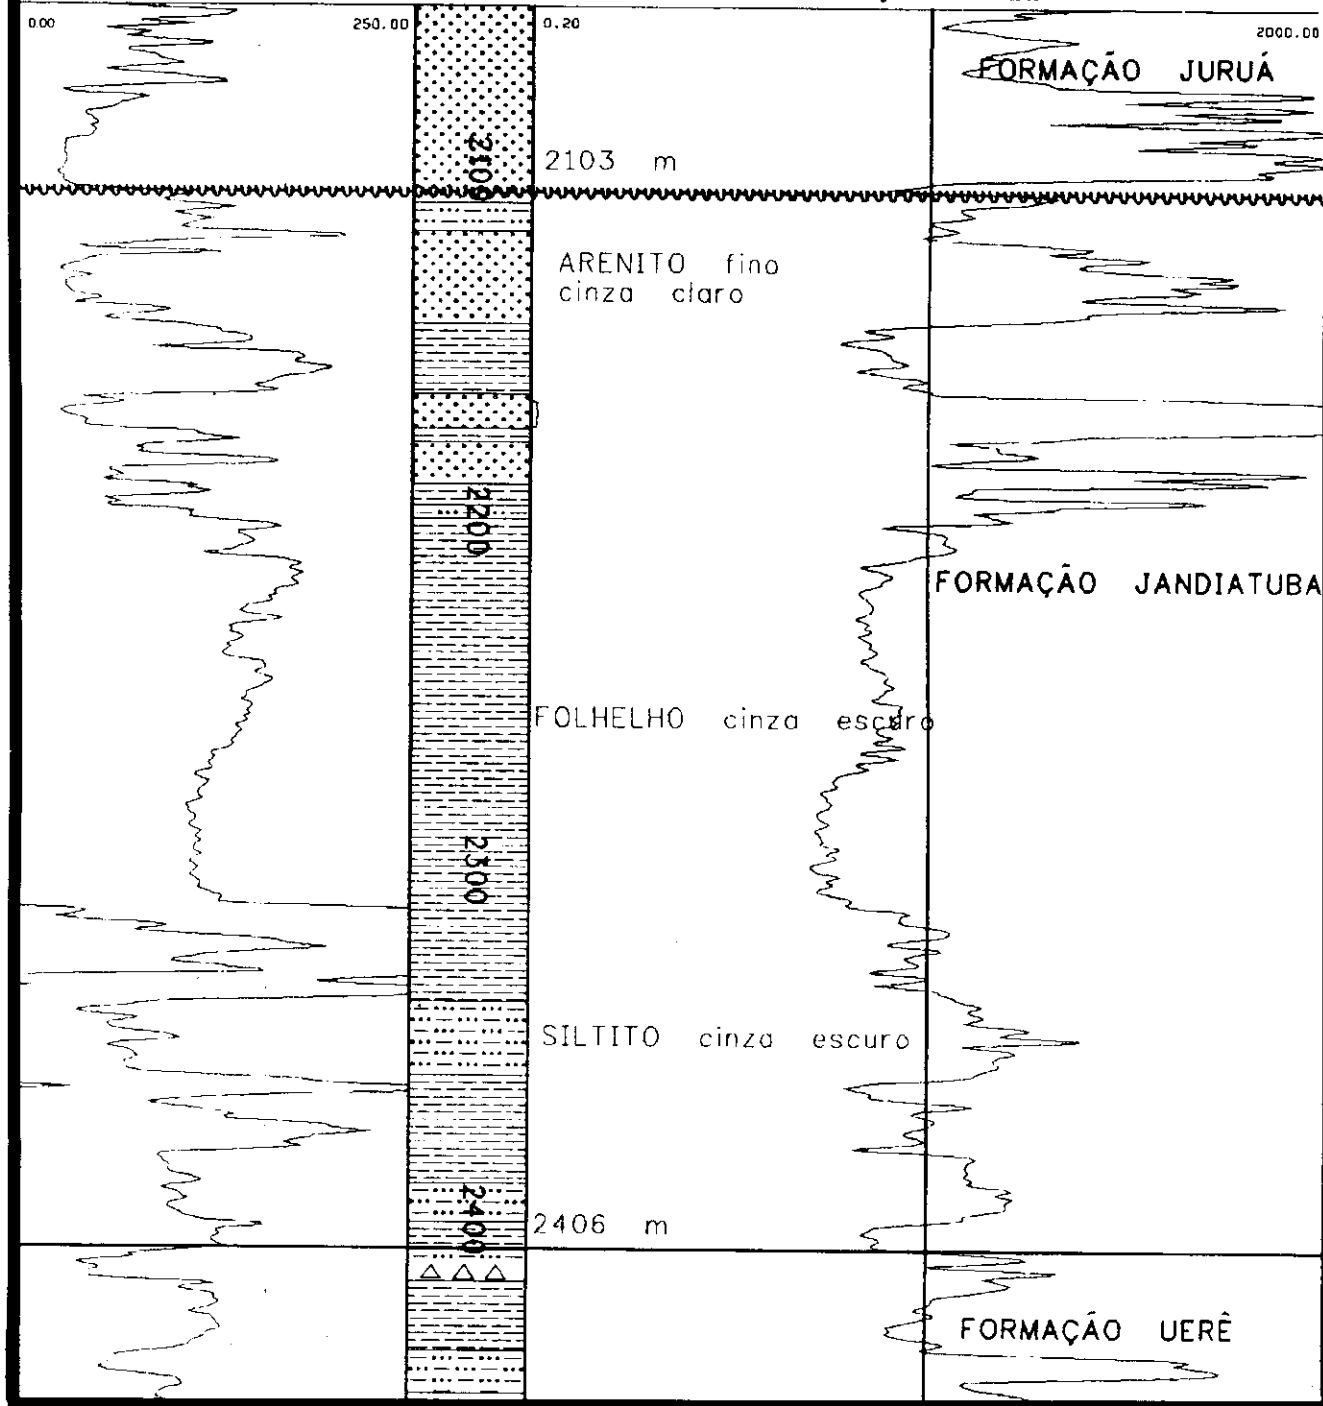 0.00 250.00 0.20 2000.00
FORMAÇÃO JURUÁ
2100
2103 m
ARENITO fino
cinza claro
2200
FORMAÇÃO JANDIATUBA
FOLHELHO cinza escuro
2300
SILTITO cinza escuro
2400
2406 m
FORMAÇÃO UERÊ